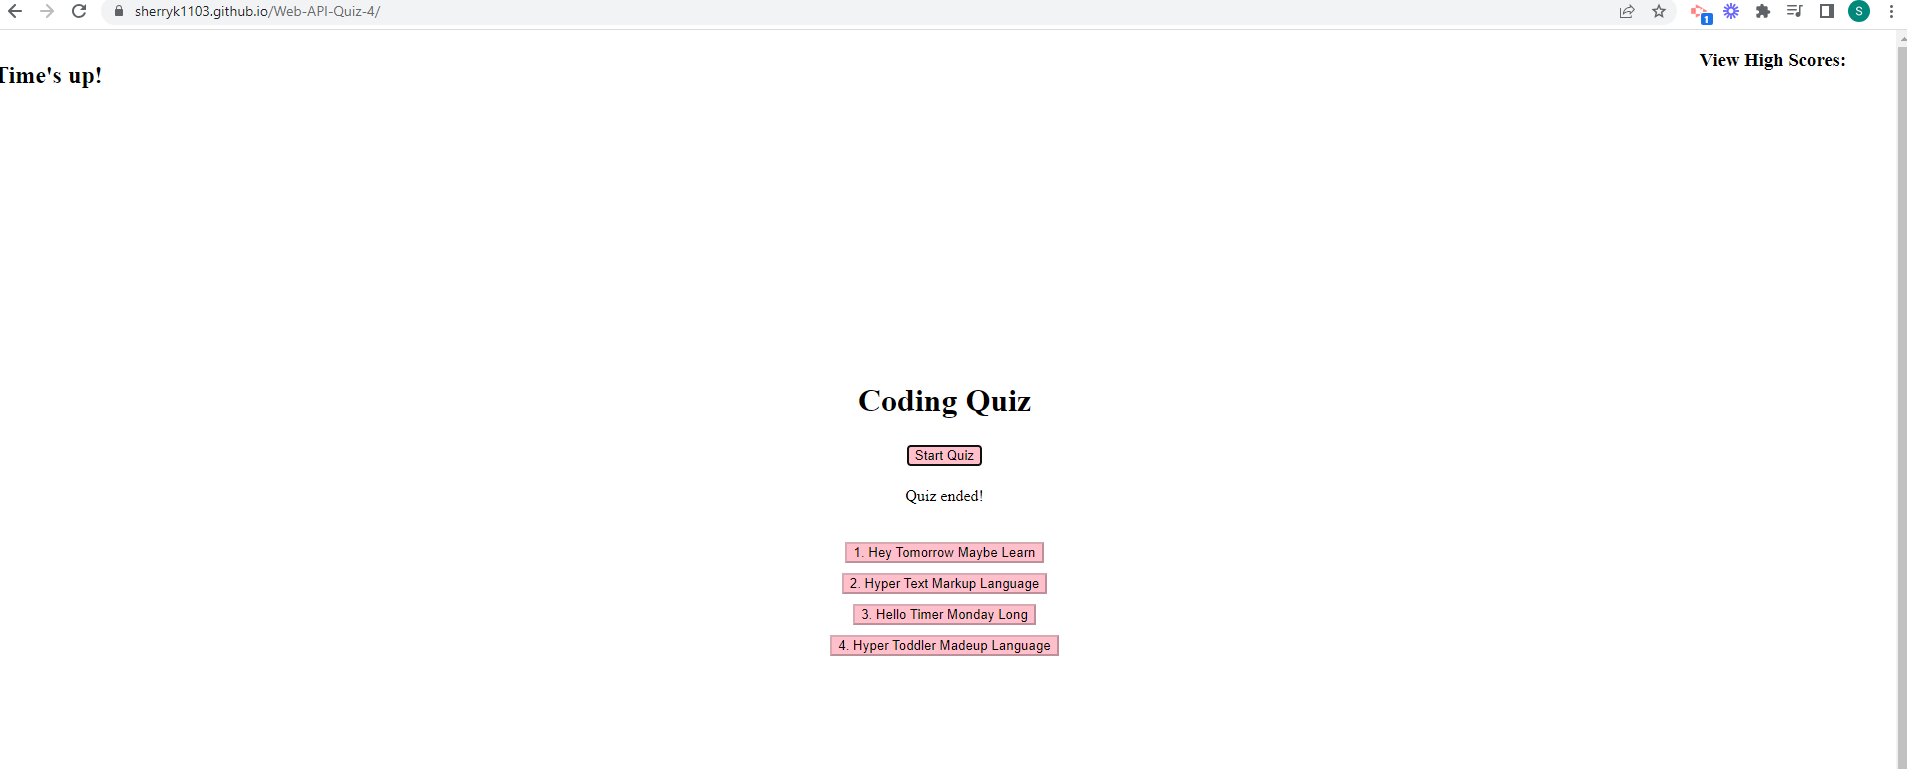 sherryk1103.github.io/Web-API-Quiz-4/
1
S
View High Scores:
Time's up!
Coding Quiz
Start Quiz
Quiz ended!
1. Hey Tomorrow Maybe Learn
2. Hyper Text Markup Language
3. Hello Timer Monday Long
4. Hyper Toddler Madeup Language